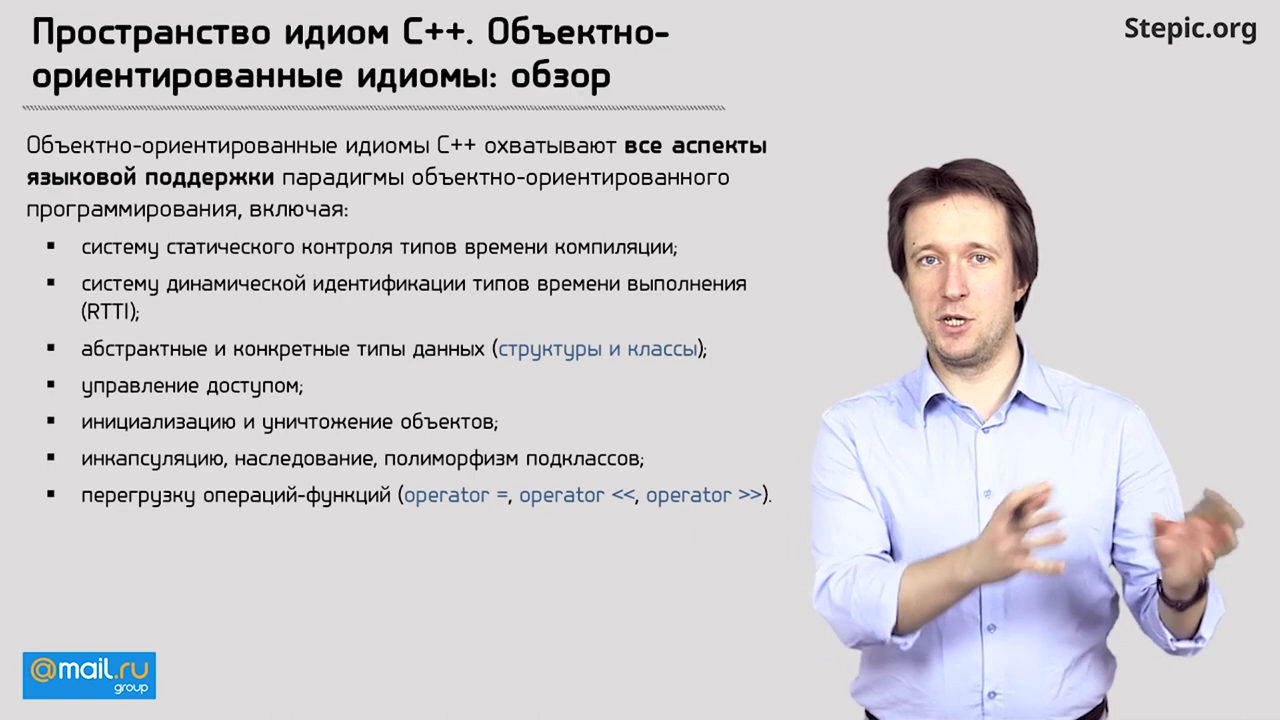 Пространство идиом C++. Объектно-
ориентированные идиомы: обзор
Stepic.org
Объектно-ориентированные идиомы C++ охватывают все аспекты
языковой поддержки парадигмы объектно-ориентированного
программирования, включая:
▪ систему статического контроля типов времени компиляции;
▪ систему динамической идентификации типов времени выполнения
(RTTI);
▪ абстрактные и конкретные типы данных (структуры и классы);
▪ управление доступом;
▪ инициализацию и уничтожение объектов;
▪ инкапсуляцию, наследование, полиморфизм подклассов;
▪ перегрузку операций-функций (operator =, operator <<, operator >>).
@mail.ru
group